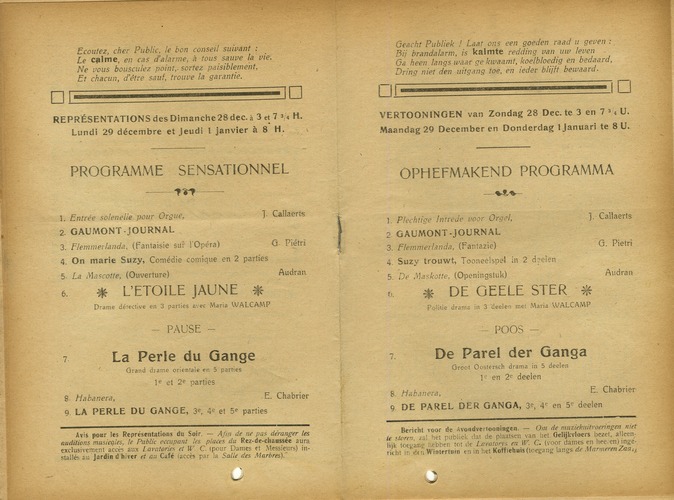 Ecoutez, cher Public, le bon conseil suivant :
Le calme, en cas d'alarme, à tous sauve la vie.
Ne vous bousculez point, sortez paisiblement.
Et chacun, d'être sauf, trouve la garantie.
REPRÉSENTATIONS des Dimanche 28 dec. à 3 et 7 3/4 H.
Lundi 29 décembre et Jeudi 1 janvier à 8 H.
PROGRAMME SENSATIONNEL
1. Entrée solenelle pour Orgue, J. Callaerts
2. GAUMONT-JOURNAL
3. Flemmerlanda, (Fantaisie sur l'Opéra) G. Piétri
4. On marie Suzy, Comédie comique en 2 parties
5. La Mascotte, (Ouverture) Audran
6. L'ETOILE JAUNE
Drame détective en 3 parties avec Maria WALCAMP
— PAUSE —
7. La Perle du Gange
Grand drame orientale en 5 parties
1e et 2e parties
8. Habanera, E. Chabrier
9. LA PERLE DU GANGE, 3e, 4e et 5e parties
Avis pour les Représentations du Soir. — Afin de ne pas déranger les
auditions musicales, le Public occupant les places du Rez-de-chaussée aura
exclusivement accès aux Lavatories et W. C. (pour Dames et Messieurs) in-
stallés au Jardin d'hiver et au Café (accès par la Salle des Marbres).
Geacht Publiek ! Laat ons een goeden raad u geven :
Bij brandalarm, is kalmte redding van uw leven
Ga heen langs waar ge kwaamt, koelbloedig en bedaard,
Dring niet den uitgang toe, en ieder blijft bewaard.
VERTOONINGEN van Zondag 28 Dec. te 3 en 7 3/4 U.
Maandag 29 December en Donderdag 1 Januari te 8 U.
OPHEFMAKEND PROGRAMMA
1. Plechtige Intrede voor Orgel, J. Callaerts
2. GAUMONT-JOURNAL
3. Flemmerlanda, (Fantazie) G. Pietri
4. Suzy trouwt, Tooneelspel in 2 deelen
5. De Maskotte, (Openingstuk) Audran
6. DE GEELE STER
Politie drama in 3 deelen met Maria WALCAMP
— POOS —
7. De Parel der Ganga
Groot Oostersch drama in 5 deelen
1e en 2e deelen
8. Habanera, E. Chabrier
9. DE PAREL DER GANGA, 3e, 4e en 5e deelen
Bericht voor de Avondvertooningen. — Om de muziekuitvoeringen niet
te storen, zal het publiek dat de plaatsen van het Gelijkvloers bezet, alleen-
lijk toegang hebben tot de Lavatories en W. C. (voor dames en heeren) inge-
richt in den Wintertuin en in het Koffiehuis (toegang langs de